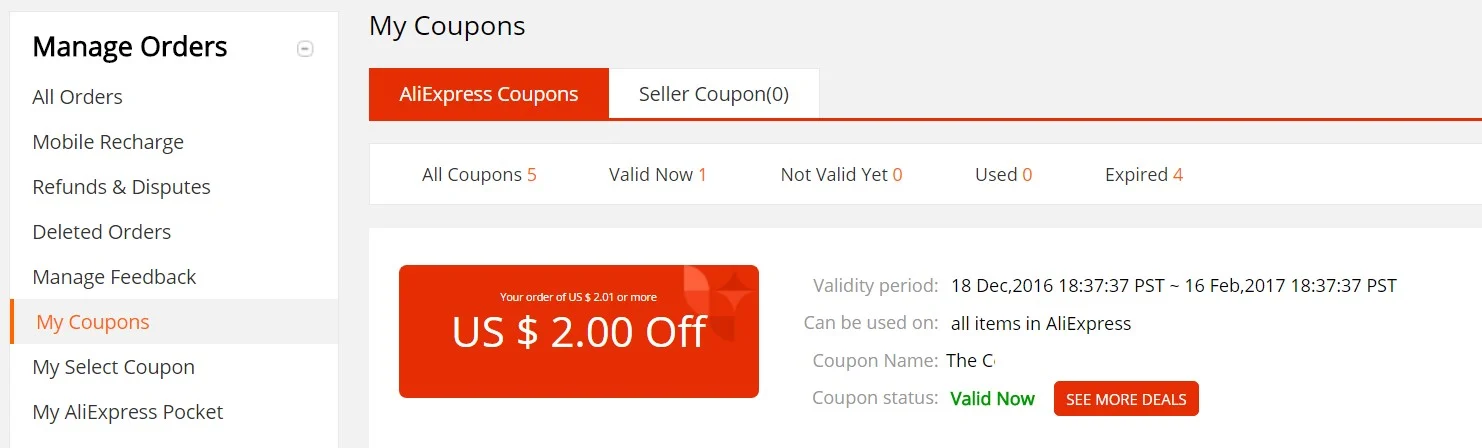 Manage Orders
All Orders
Mobile Recharge
Refunds & Disputes
Deleted Orders
Manage Feedback
My Coupons
My Select Coupon
My AliExpress Pocket
My Coupons
AliExpress Coupons
Seller Coupon(0)
All Coupons 5
Valid Now 1
Not Valid Yet 0
Used 0
Expired 4
Your order of US $ 2.01 or more
US $ 2.00 Off
Validity period: 18 Dec,2016 18:37:37 PST ~ 16 Feb,2017 18:37:37 PST
Can be used on: all items in AliExpress
Coupon Name: The
Coupon status: Valid Now SEE MORE DEALS